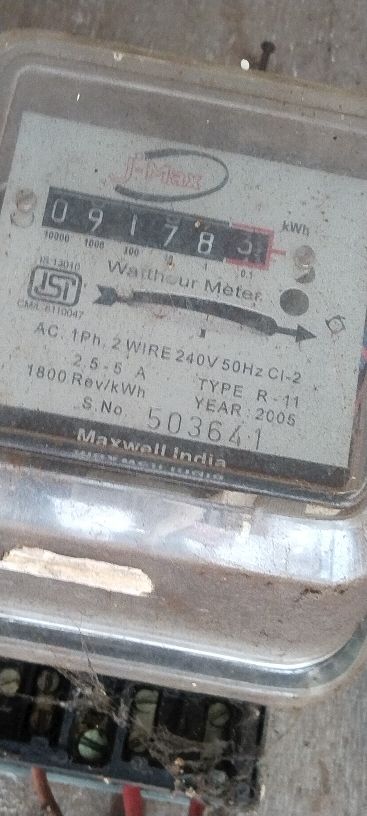 J-Max
kWh
0 9 1 7 8
10000 1000 100 10 1 0.1
IS 13010
ISI
CM/L-6110047
Watthour Meter
AC. 1Ph. 2 WIRE 240V 50Hz Cl-2
2.5-5 A TYPE R-11
1800 Rev/kWh YEAR : 2005
S.No. 503641
Maxwell India